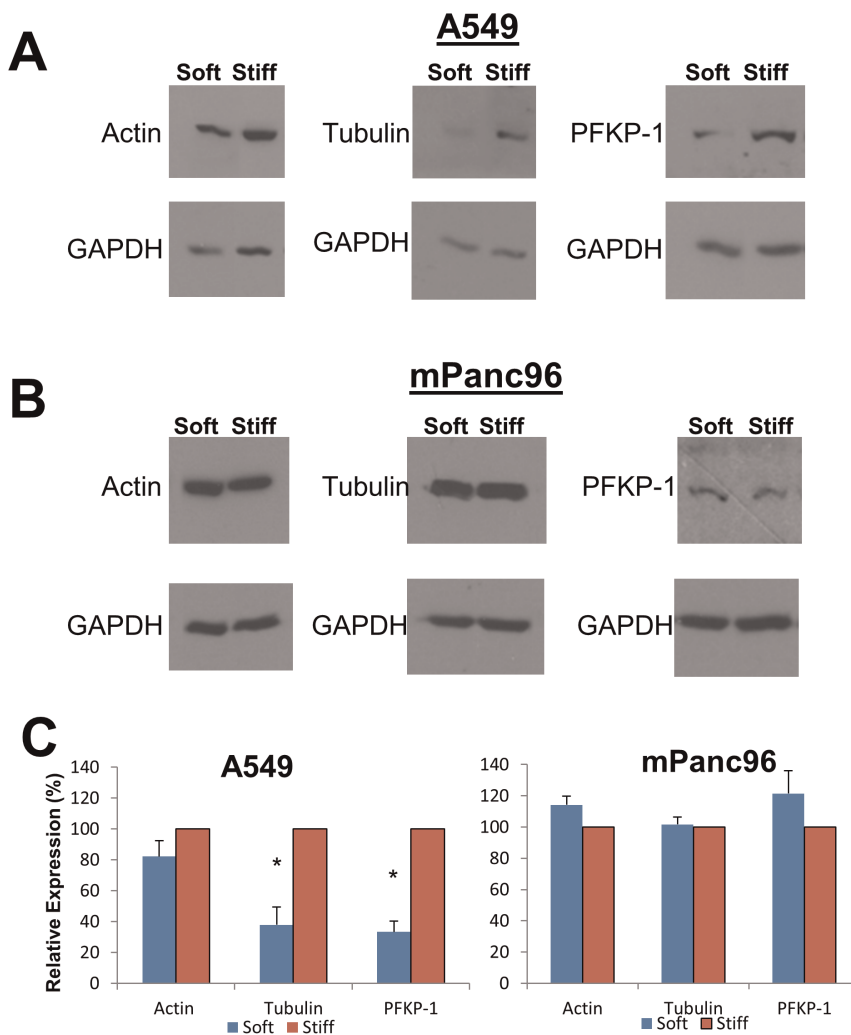 A
A549
Soft Stiff
Soft Stiff
Soft Stiff
Actin
Tubulin
PFKP-1
GAPDH
GAPDH
GAPDH
B
mPanc96
Soft Stiff
Soft Stiff
Soft Stiff
Actin
Tubulin
PFKP-1
GAPDH
GAPDH
GAPDH
C
A549
Relative Expression (%)
140
120
100
80
60
40
20
0
*
*
Actin
Tubulin
PFKP-1
Soft
Stiff
mPanc96
140
120
100
80
60
40
20
0
Actin
Tubulin
PFKP-1
Soft
Stiff